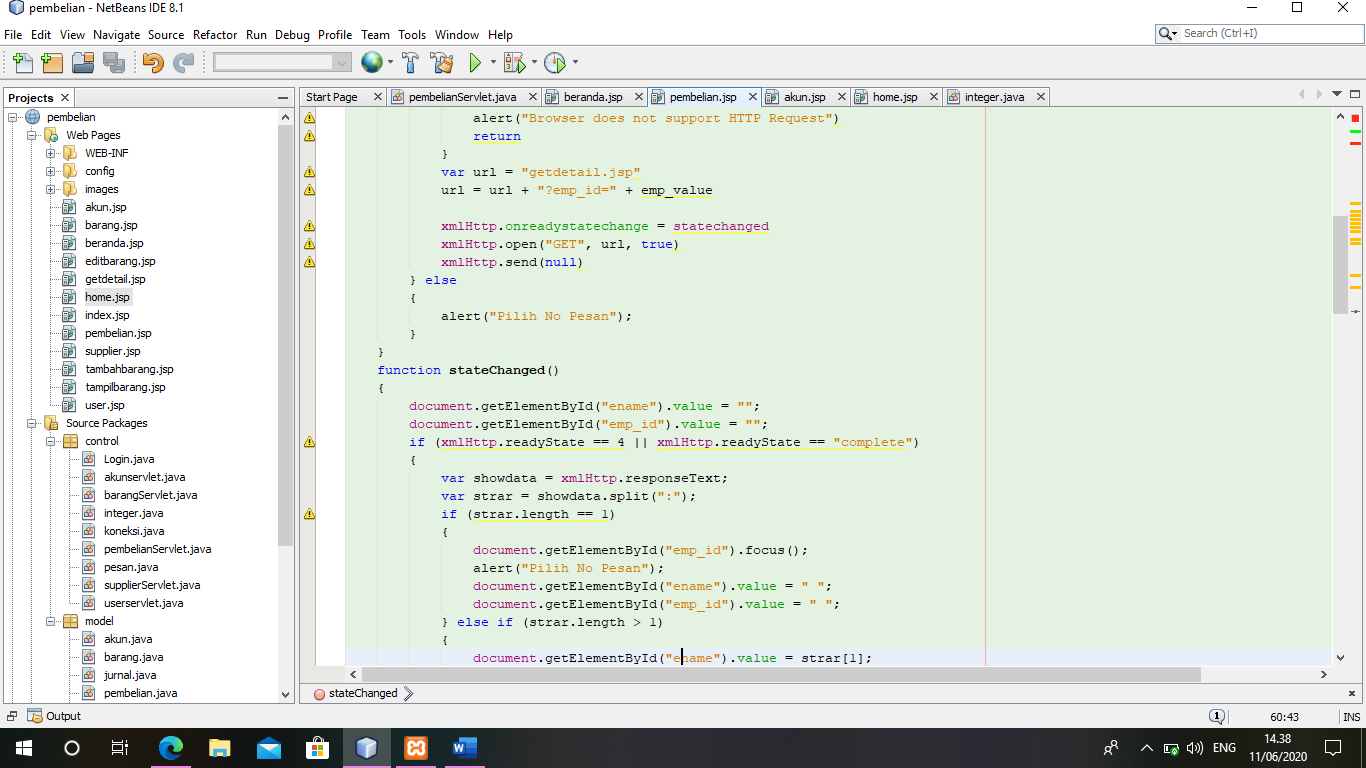 pembelian - NetBeans IDE 8.1
File Edit View Navigate Source Refactor Run Debug Profile Team Tools Window Help
Search (Ctrl+I)
Projects
pembelian
Web Pages
WEB-INF
config
images
akun.jsp
barang.jsp
beranda.jsp
editbarang.jsp
getdetail.jsp
home.jsp
index.jsp
pembelian.jsp
supplier.jsp
tambahbarang.jsp
tampilbarang.jsp
user.jsp
Source Packages
control
Login.java
akunservlet.java
barangServlet.java
integer.java
koneksi.java
pembelianServlet.java
pesan.java
supplierServlet.java
userservlet.java
model
akun.java
barang.java
jurnal.java
pembelian.java
Start Page pembelianServlet.java beranda.jsp pembelian.jsp akun.jsp home.jsp integer.java
alert("Browser does not support HTTP Request")
return
}
var url = "getdetail.jsp"
url = url + "?emp_id=" + emp_value
xmlHttp.onreadystatechange = statechanged
xmlHttp.open("GET", url, true)
xmlHttp.send(null)
} else
{
alert("Pilih No Pesan");
}
}
function stateChanged()
{
document.getElementById("ename").value = "";
document.getElementById("emp_id").value = "";
if (xmlHttp.readyState == 4 || xmlHttp.readyState == "complete")
{
var showdata = xmlHttp.responseText;
var strar = showdata.split(":");
if (strar.length == 1)
{
document.getElementById("emp_id").focus();
alert("Pilih No Pesan");
document.getElementById("ename").value = " ";
document.getElementById("emp_id").value = " ";
} else if (strar.length > 1)
{
document.getElementById("ename").value = strar[1];
stateChanged
Output
1
60:43
INS
ENG
14.38
11/06/2020